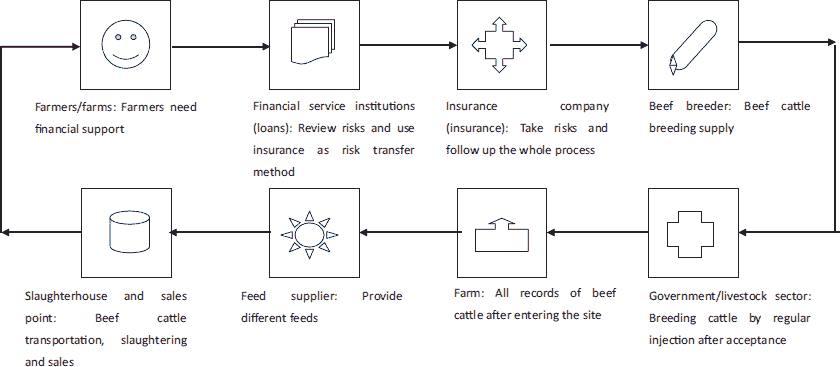 Farmers/farms: Farmers need
financial support
Financial service institutions
(loans): Review risks and use
insurance as risk transfer
method
Insurance company
(insurance): Take risks and
follow up the whole process
Beef breeder: Beef cattle
breeding supply
Slaughterhouse and sales
point: Beef cattle
transportation, slaughtering
and sales
Feed supplier: Provide
different feeds
Farm: All records of beef
cattle after entering the site
Government/livestock sector:
Breeding cattle by regular
injection after acceptance